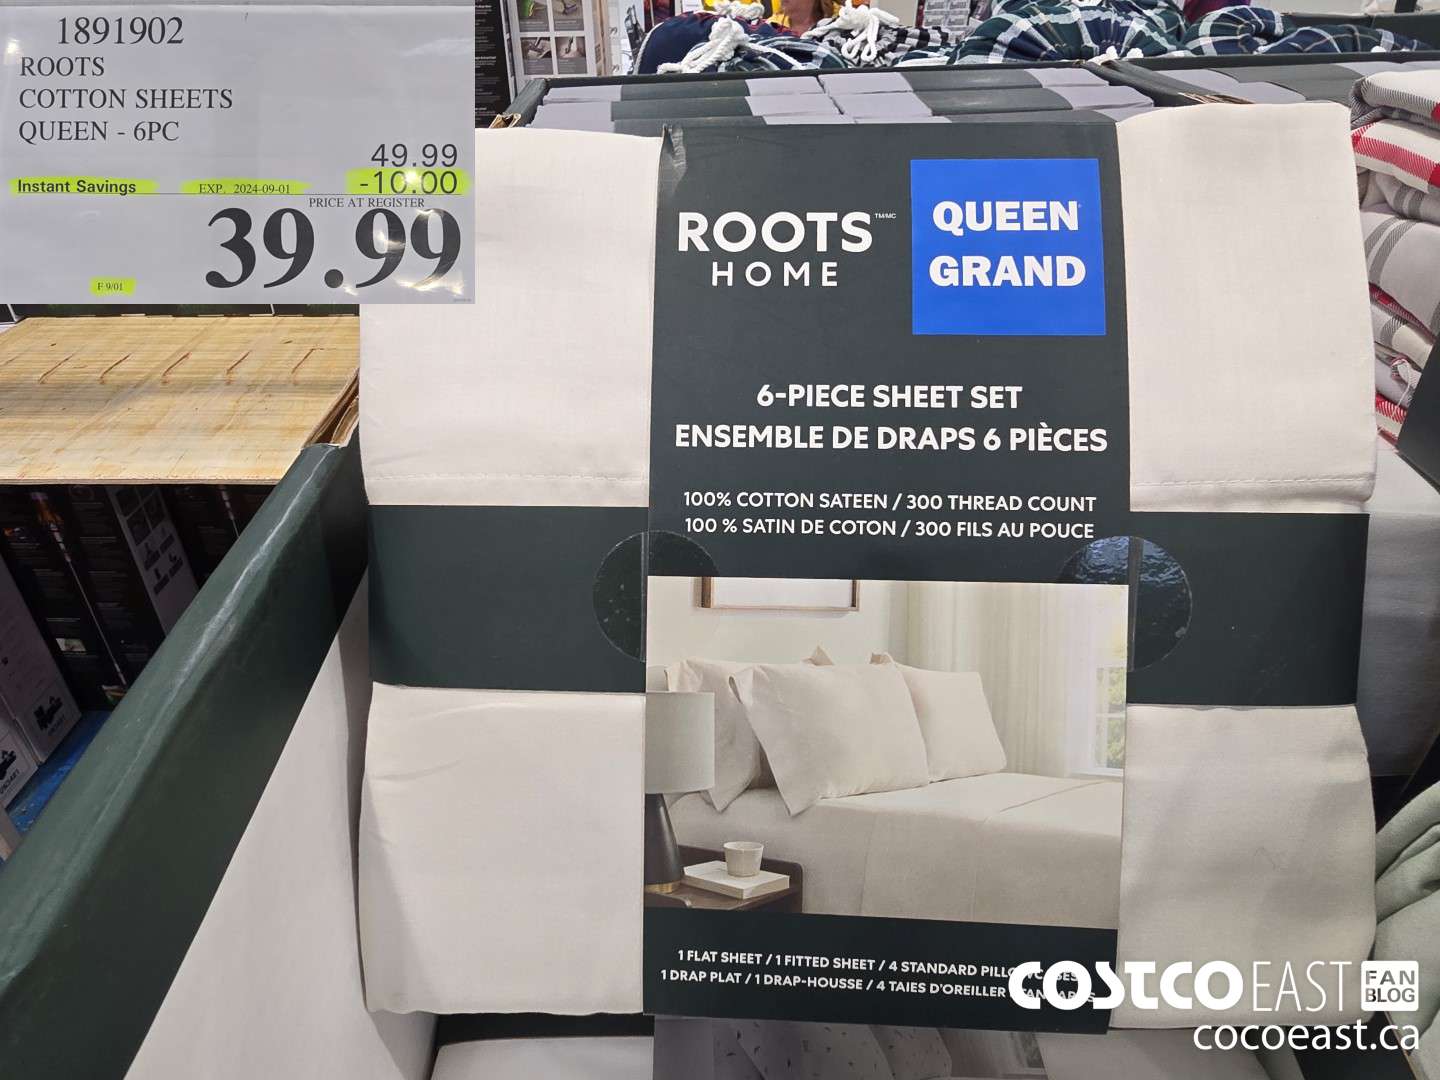 1891902
ROOTS
COTTON SHEETS
QUEEN - 6PC
49.99
Instant Savings EXP. 2024-09-01 -10.00
PRICE AT REGISTER
39.99
F 9/01
ROOTS TM/MC
HOME
QUEEN
GRAND
6-PIECE SHEET SET
ENSEMBLE DE DRAPS 6 PIÈCES
100% COTTON SATEEN / 300 THREAD COUNT
100 % SATIN DE COTON / 300 FILS AU POUCE
1 FLAT SHEET / 1 FITTED SHEET / 4 STANDARD
1 DRAP PLAT / 1 DRAP-HOUSSE / 4 TAIES D'OREILLER
COSTCO EAST FAN BLOG
cocoeast.ca